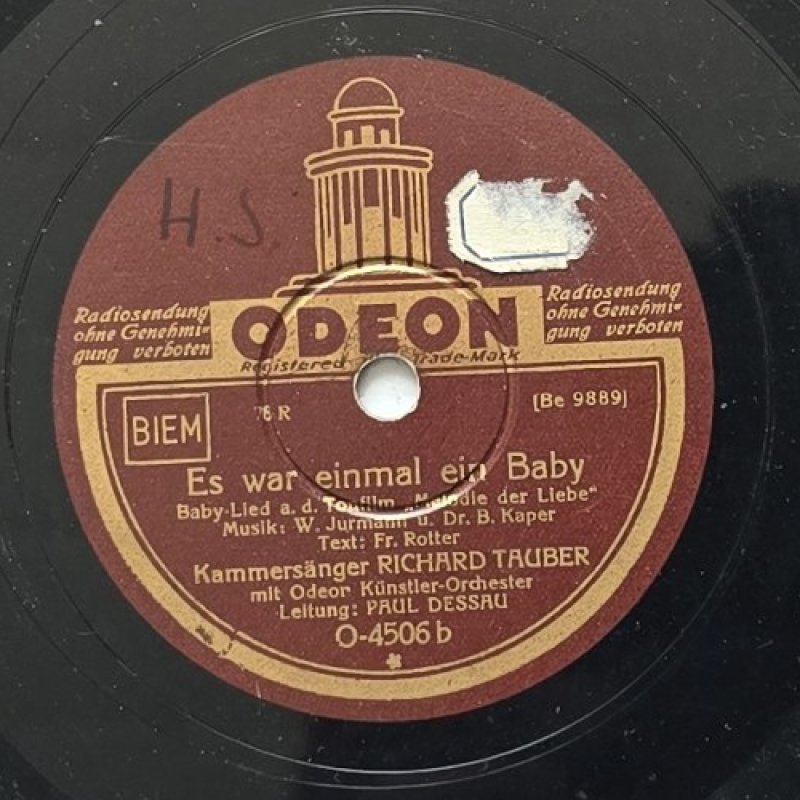 H.S.
Radiosendung
ohne Genehmi-
gung verboten
ODEON
Registered Trade-Mark
Radiosendung
ohne Genehmigung
gung verboten
BIEM
78 R
[Be 9889]
Es war einmal ein Baby
Baby-Lied a. d. Tonfilm „Melodie der Liebe"
Musik: W. Jurmann u. Dr. B. Kaper
Text: Fr. Rotter
Kammersänger RICHARD TAUBER
mit Odeon Künstler-Orchester
Leitung: PAUL DESSAU
O-4506 b